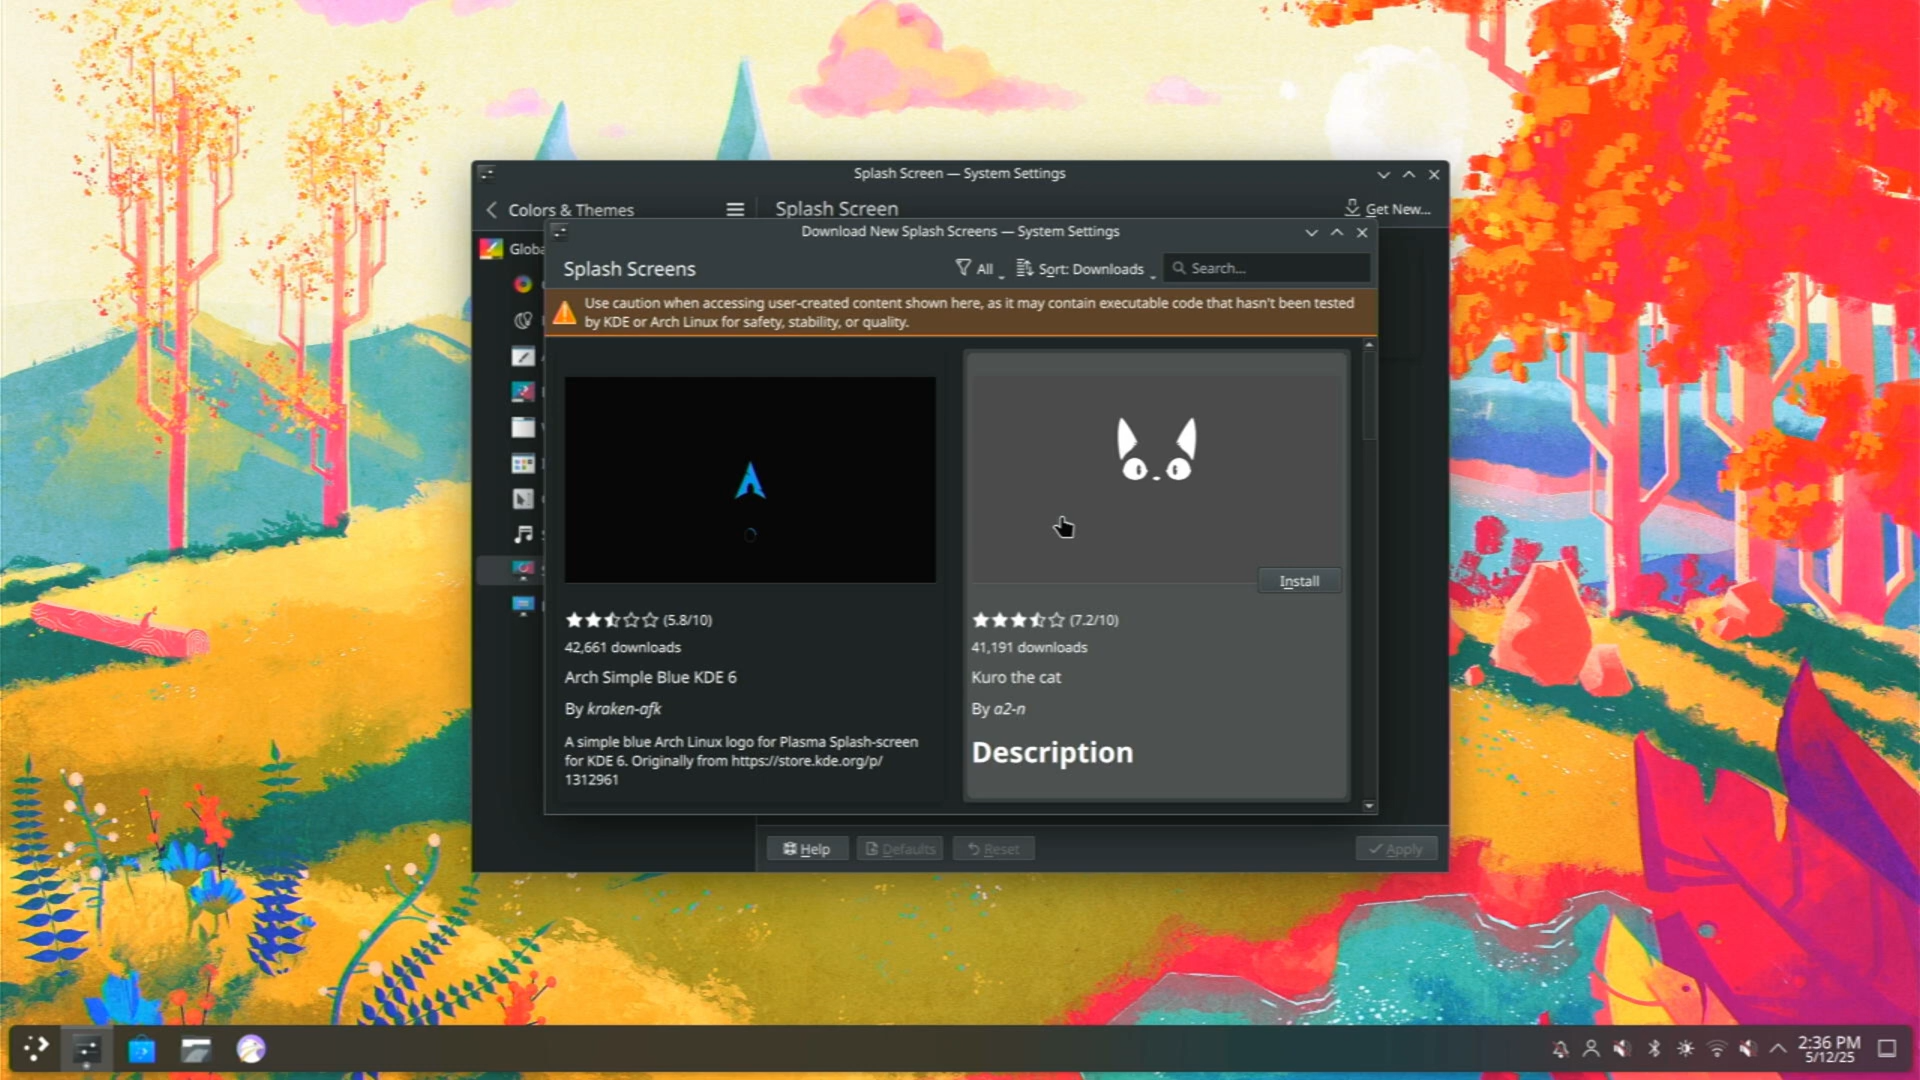 Splash Screen — System Settings
Colors & Themes
Splash Screen
Get New...
Globa
Download New Splash Screens — System Settings
Splash Screens
All
Sort: Downloads
Search...
Use caution when accessing user-created content shown here, as it may contain executable code that hasn't been tested
by KDE or Arch Linux for safety, stability, or quality.
Install
(5.8/10)
42,661 downloads
Arch Simple Blue KDE 6
By kraken-afk
A simple blue Arch Linux logo for Plasma Splash-screen
for KDE 6. Originally from https://store.kde.org/p/
1312961
(7.2/10)
41,191 downloads
Kuro the cat
By a2-n
Description
Help
Defaults
Reset
Apply
2:36 PM
5/12/25